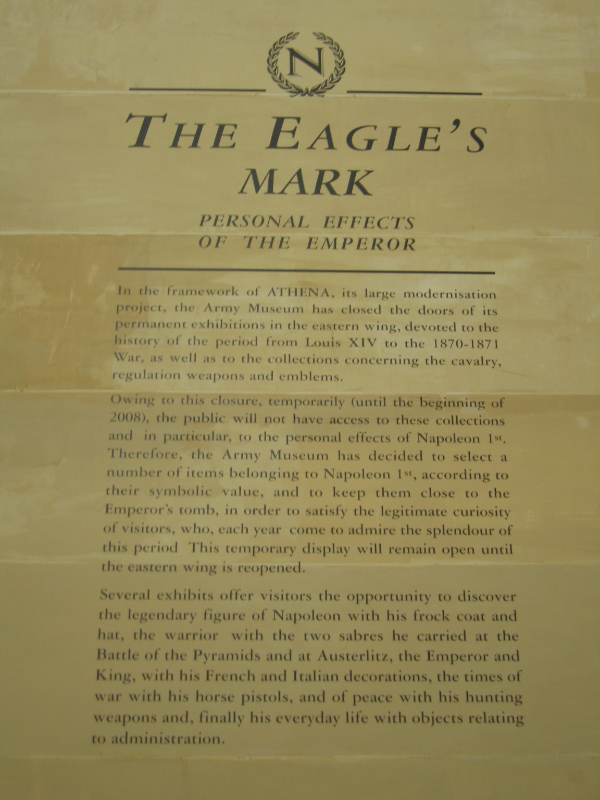 N
THE EAGLE'S
MARK
PERSONAL EFFECTS
OF THE EMPEROR
In the framework of ATHENA, its large modernisation
project, the Army Museum has closed the doors of its
permanent exhibitions in the eastern wing, devoted to the
history of the period from Louis XIV to the 1870-1871
War, as well as to the collections concerning the cavalry,
regulation weapons and emblems.
Owing to this closure, temporarily (until the beginning of
2008), the public will not have access to these collections
and in particular, to the personal effects of Napoleon 1st.
Therefore, the Army Museum has decided to select a
number of items belonging to Napoleon 1st, according to
their symbolic value, and to keep them close to the
Emperor's tomb, in order to satisfy the legitimate curiosity
of visitors, who, each year come to admire the splendour of
this period This temporary display will remain open until
the eastern wing is reopened.
Several exhibits offer visitors the opportunity to discover
the legendary figure of Napoleon with his frock coat and
hat, the warrior with the two sabres he carried at the
Battle of the Pyramids and at Austerlitz, the Emperor and
King, with his French and Italian decorations, the times of
war with his horse pistols, and of peace with his hunting
weapons and, finally his everyday life with objects relating
to administration.